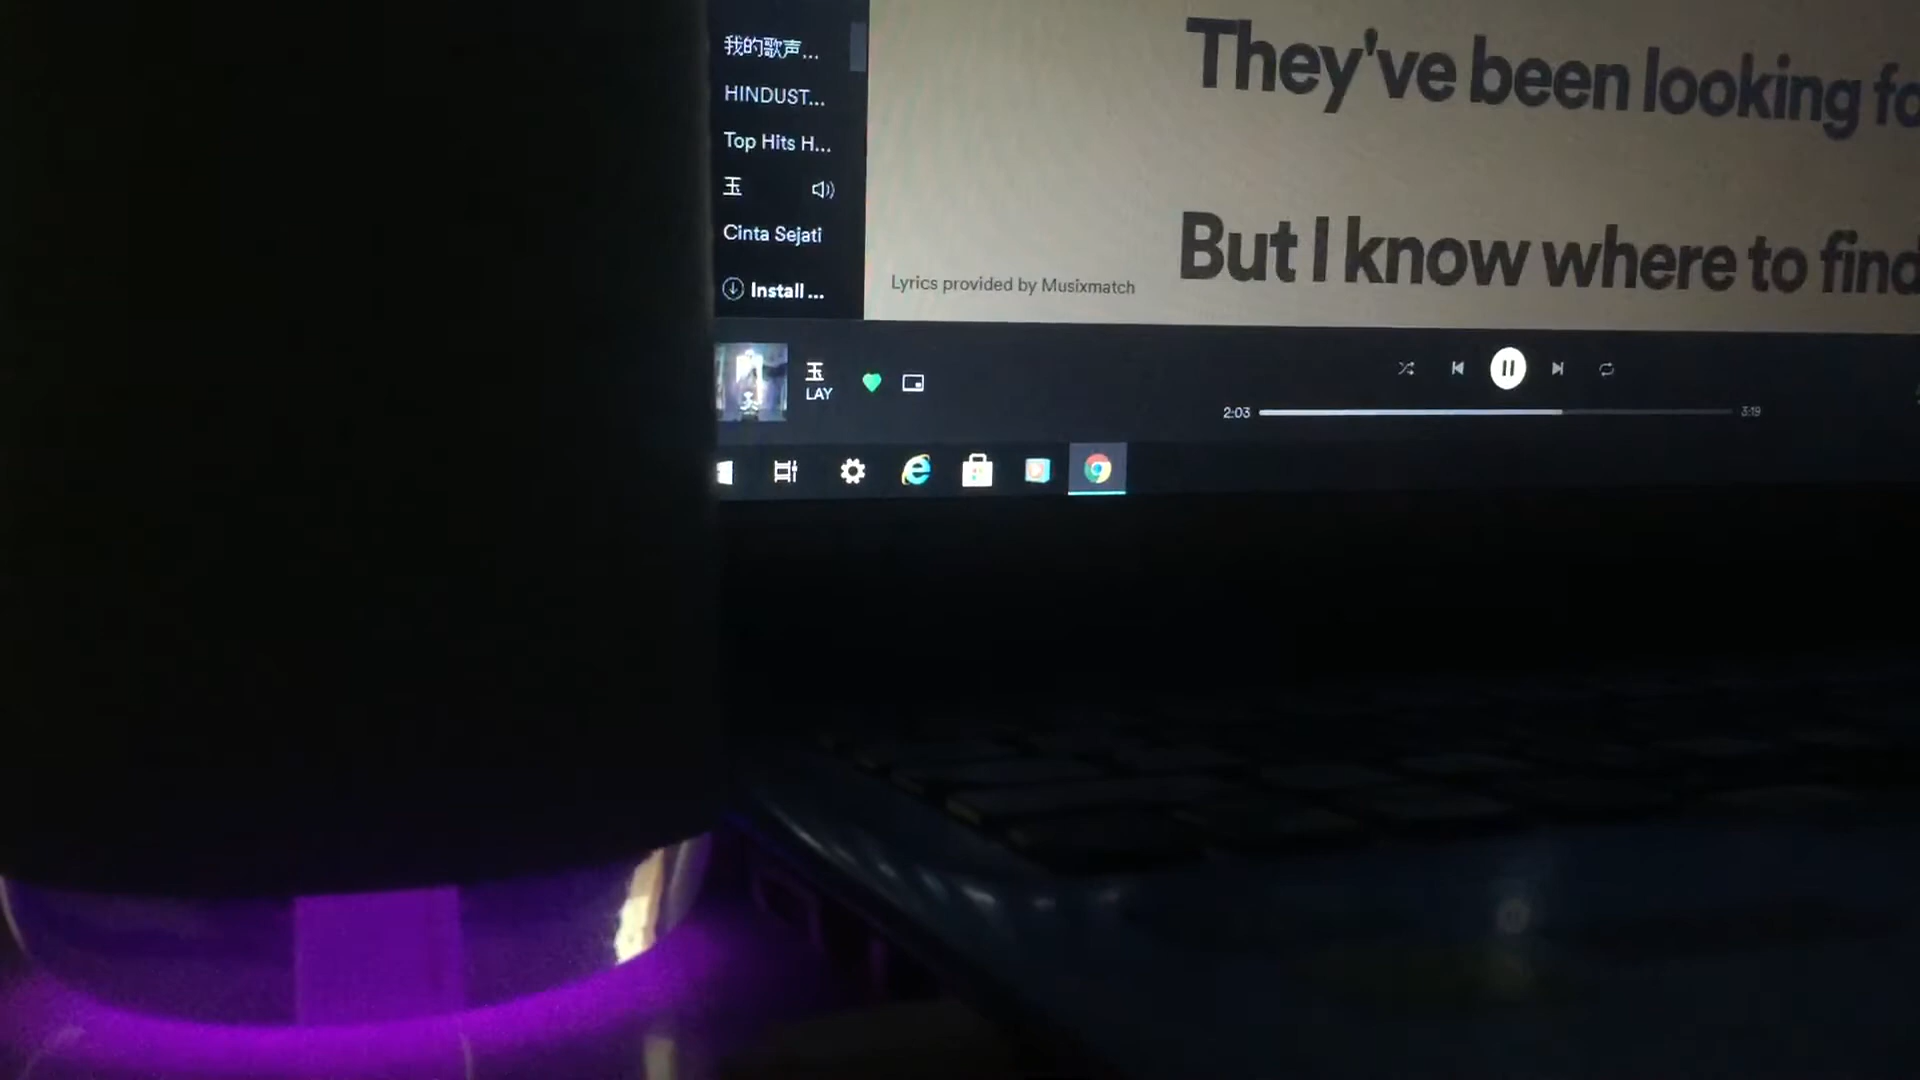 我的歌声...
HINDUST...
Top Hits H...
玉
Cinta Sejati
Install ...
They've been looking fo
But I know where to find
Lyrics provided by Musixmatch
玉
LAY
2:03
3:19